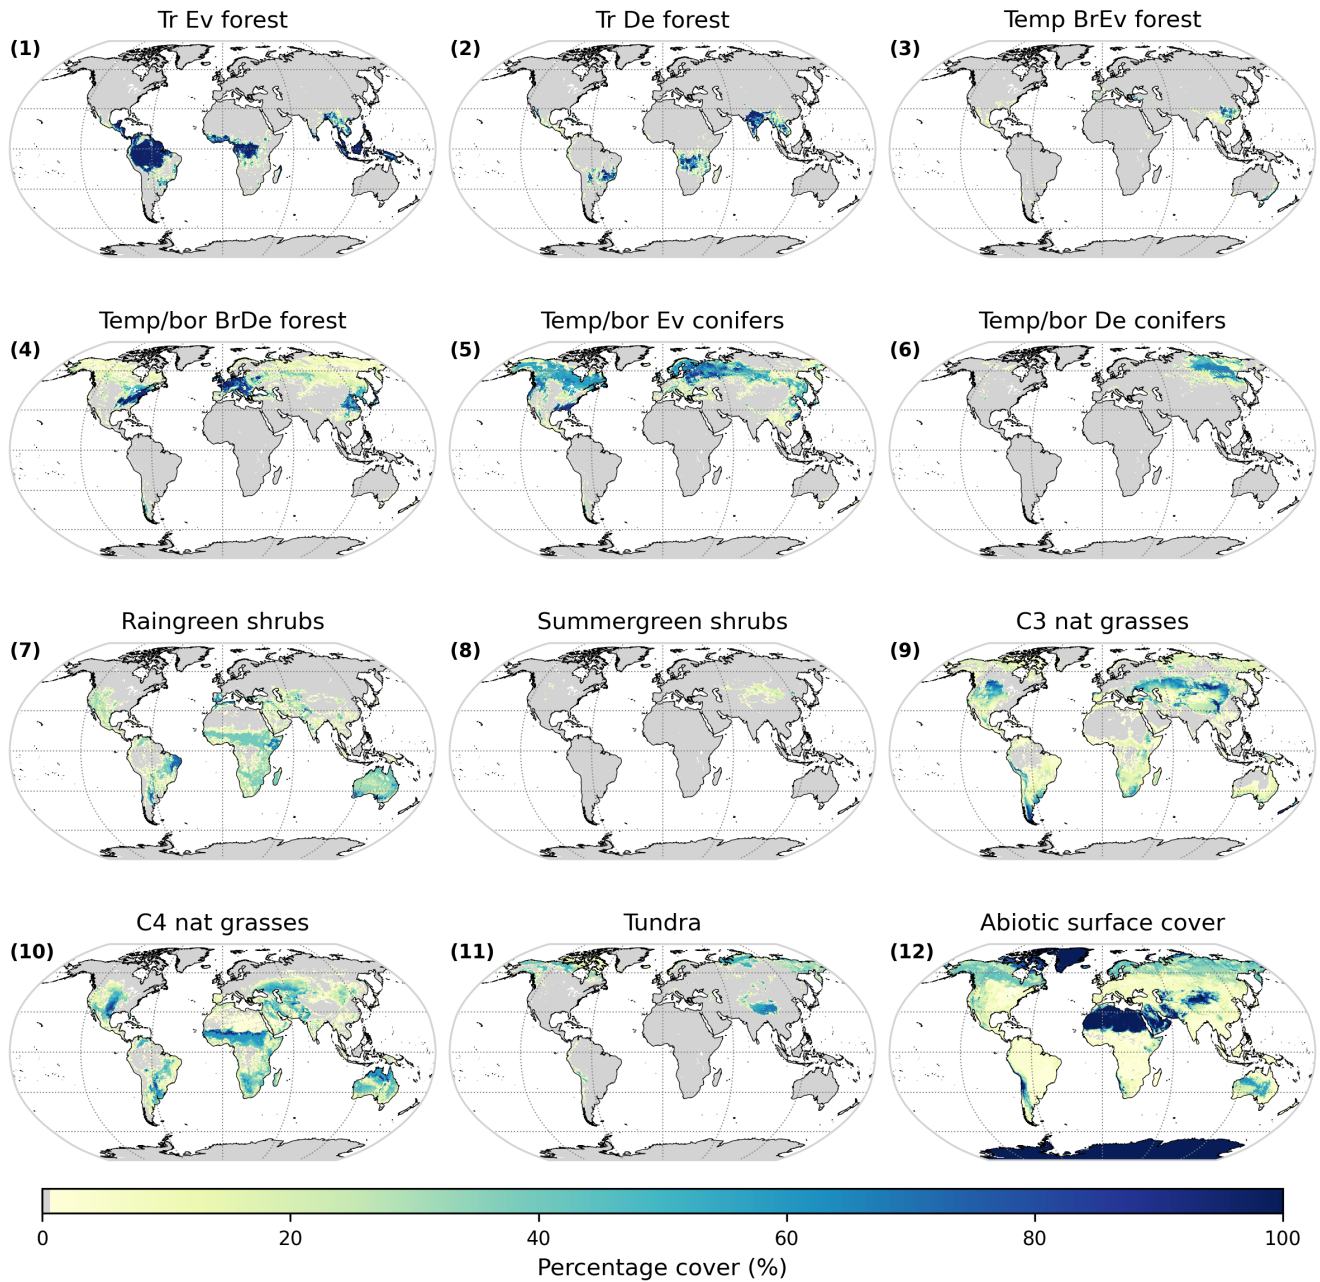 Tr Ev forest
(1)
Tr De forest
(2)
Temp BrEv forest
(3)
Temp/bor BrDe forest
(4)
Temp/bor Ev conifers
(5)
Temp/bor De conifers
(6)
Raingreen shrubs
(7)
Summergreen shrubs
(8)
C3 nat grasses
(9)
C4 nat grasses
(10)
Tundra
(11)
Abiotic surface cover
(12)
0 20 40 60 80 100
Percentage cover (%)